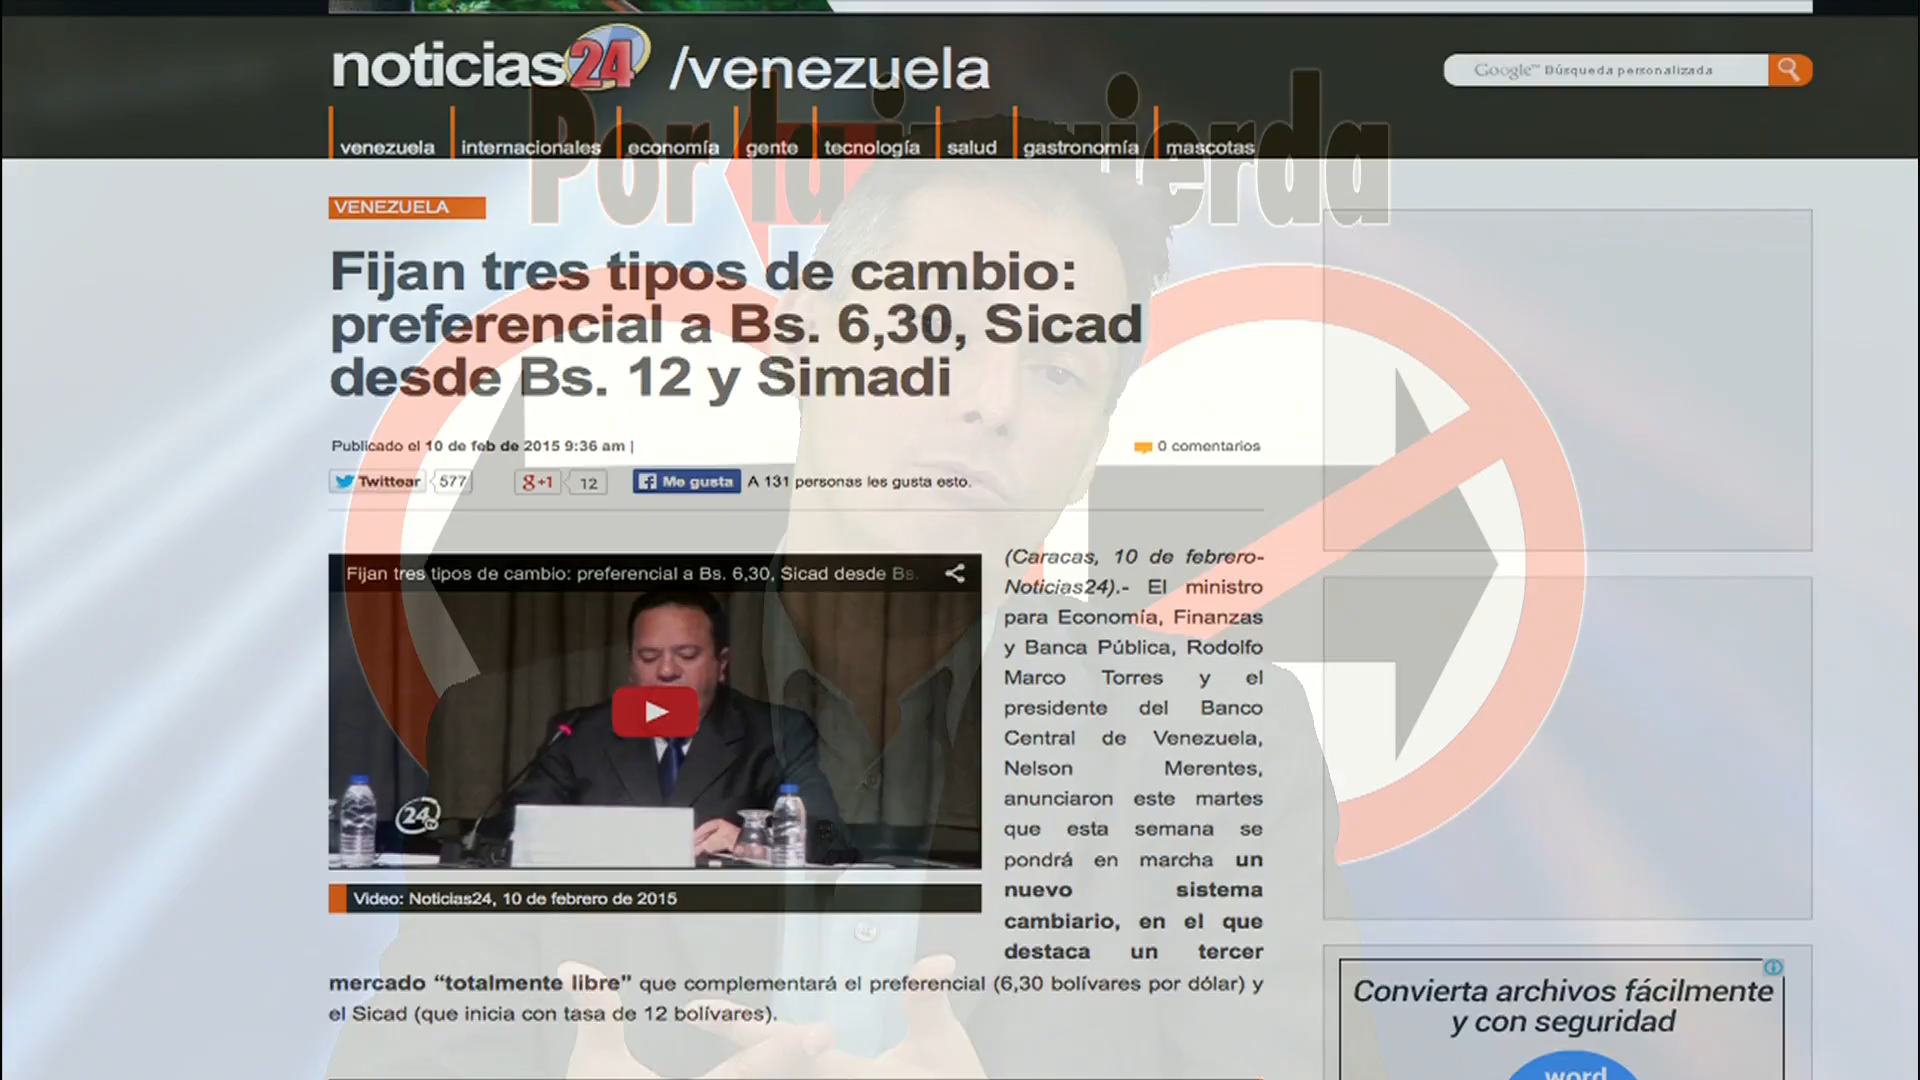 noticias24 /venezuela
Google™ Búsqueda personalizada
Por la izquierda
venezuela internacionales economía gente tecnología salud gastronomía mascotas
VENEZUELA
Fijan tres tipos de cambio:
preferencial a Bs. 6,30, Sicad
desde Bs. 12 y Simadi
Publicado el 10 de feb de 2015 9:36 am |
0 comentarios
Twittear 577 g+1 12 Me gusta A 131 personas les gusta esto.
Fijan tres tipos de cambio: preferencial a Bs. 6,30, Sicad desde Bs.
24
Video: Noticias24, 10 de febrero de 2015
(Caracas, 10 de febrero-
Noticias24).- El ministro
para Economía, Finanzas
y Banca Pública, Rodolfo
Marco Torres y el
presidente del Banco
Central de Venezuela,
Nelson Merentes,
anunciaron este martes
que esta semana se
pondrá en marcha un
nuevo sistema
cambiario, en el que
destaca un tercer
mercado “totalmente libre” que complementará el preferencial (6,30 bolívares por dólar) y
el Sicad (que inicia con tasa de 12 bolívares).
Convierta archivos fácilmente
y con seguridad
word